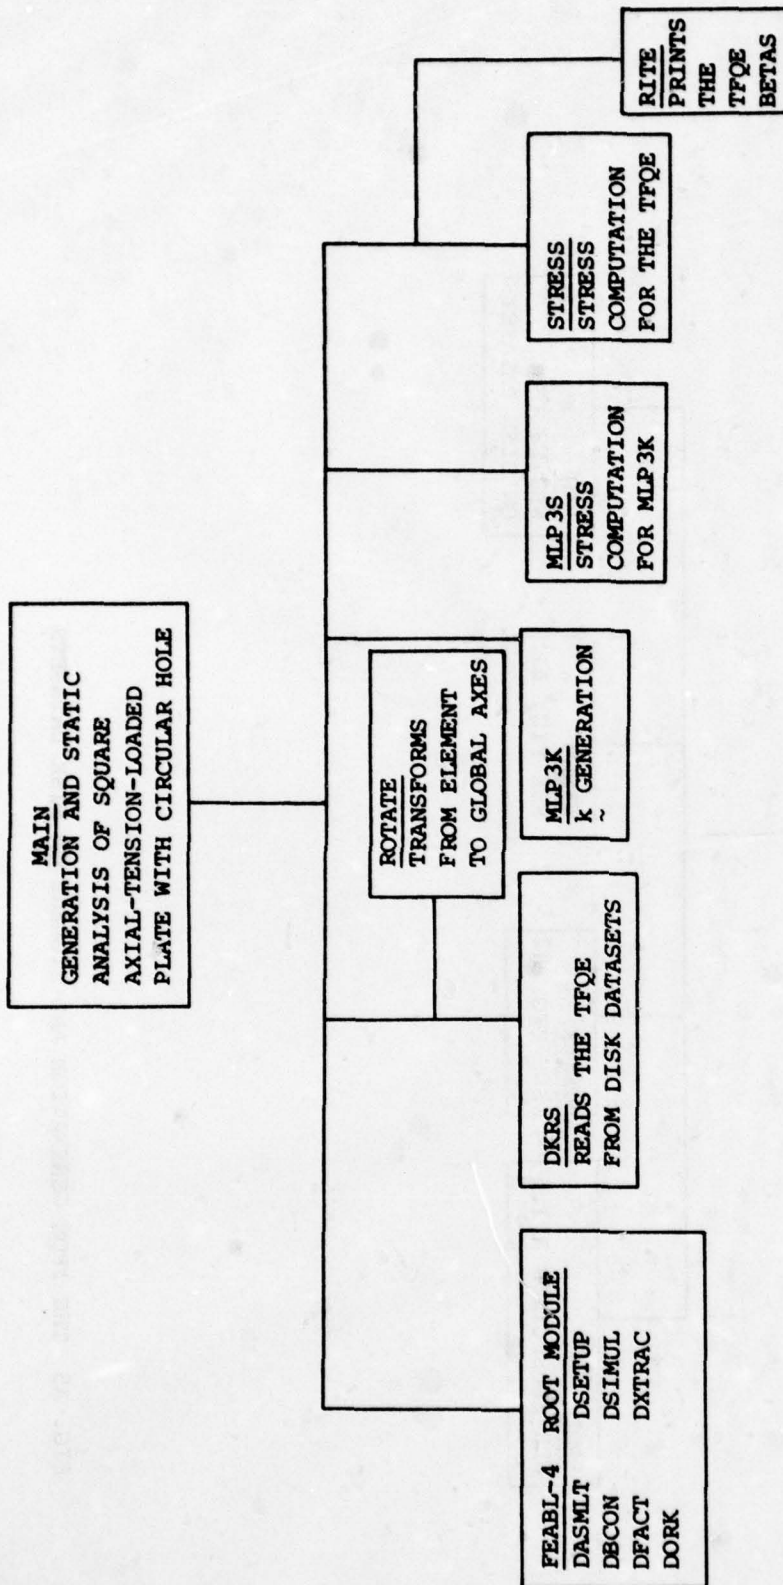 MAIN
GENERATION AND STATIC
ANALYSIS OF SQUARE
AXIAL-TENSION-LOADED
PLATE WITH CIRCULAR HOLE
ROTATE
TRANSFORMS
FROM ELEMENT
TO GLOBAL AXES
FEABL-4 ROOT MODULE
DASMLT DSETUP
DBCON DSIMUL
DFACT DXTRAC
DORK
DKRS
READS THE TFQE
FROM DISK DATASETS
MLP3K
k GENERATION
~
MLP3S
STRESS
COMPUTATION
FOR MLP3K
STRESS
STRESS
COMPUTATION
FOR THE TFQE
RITE
PRINTS
THE
TFQE
BETAS